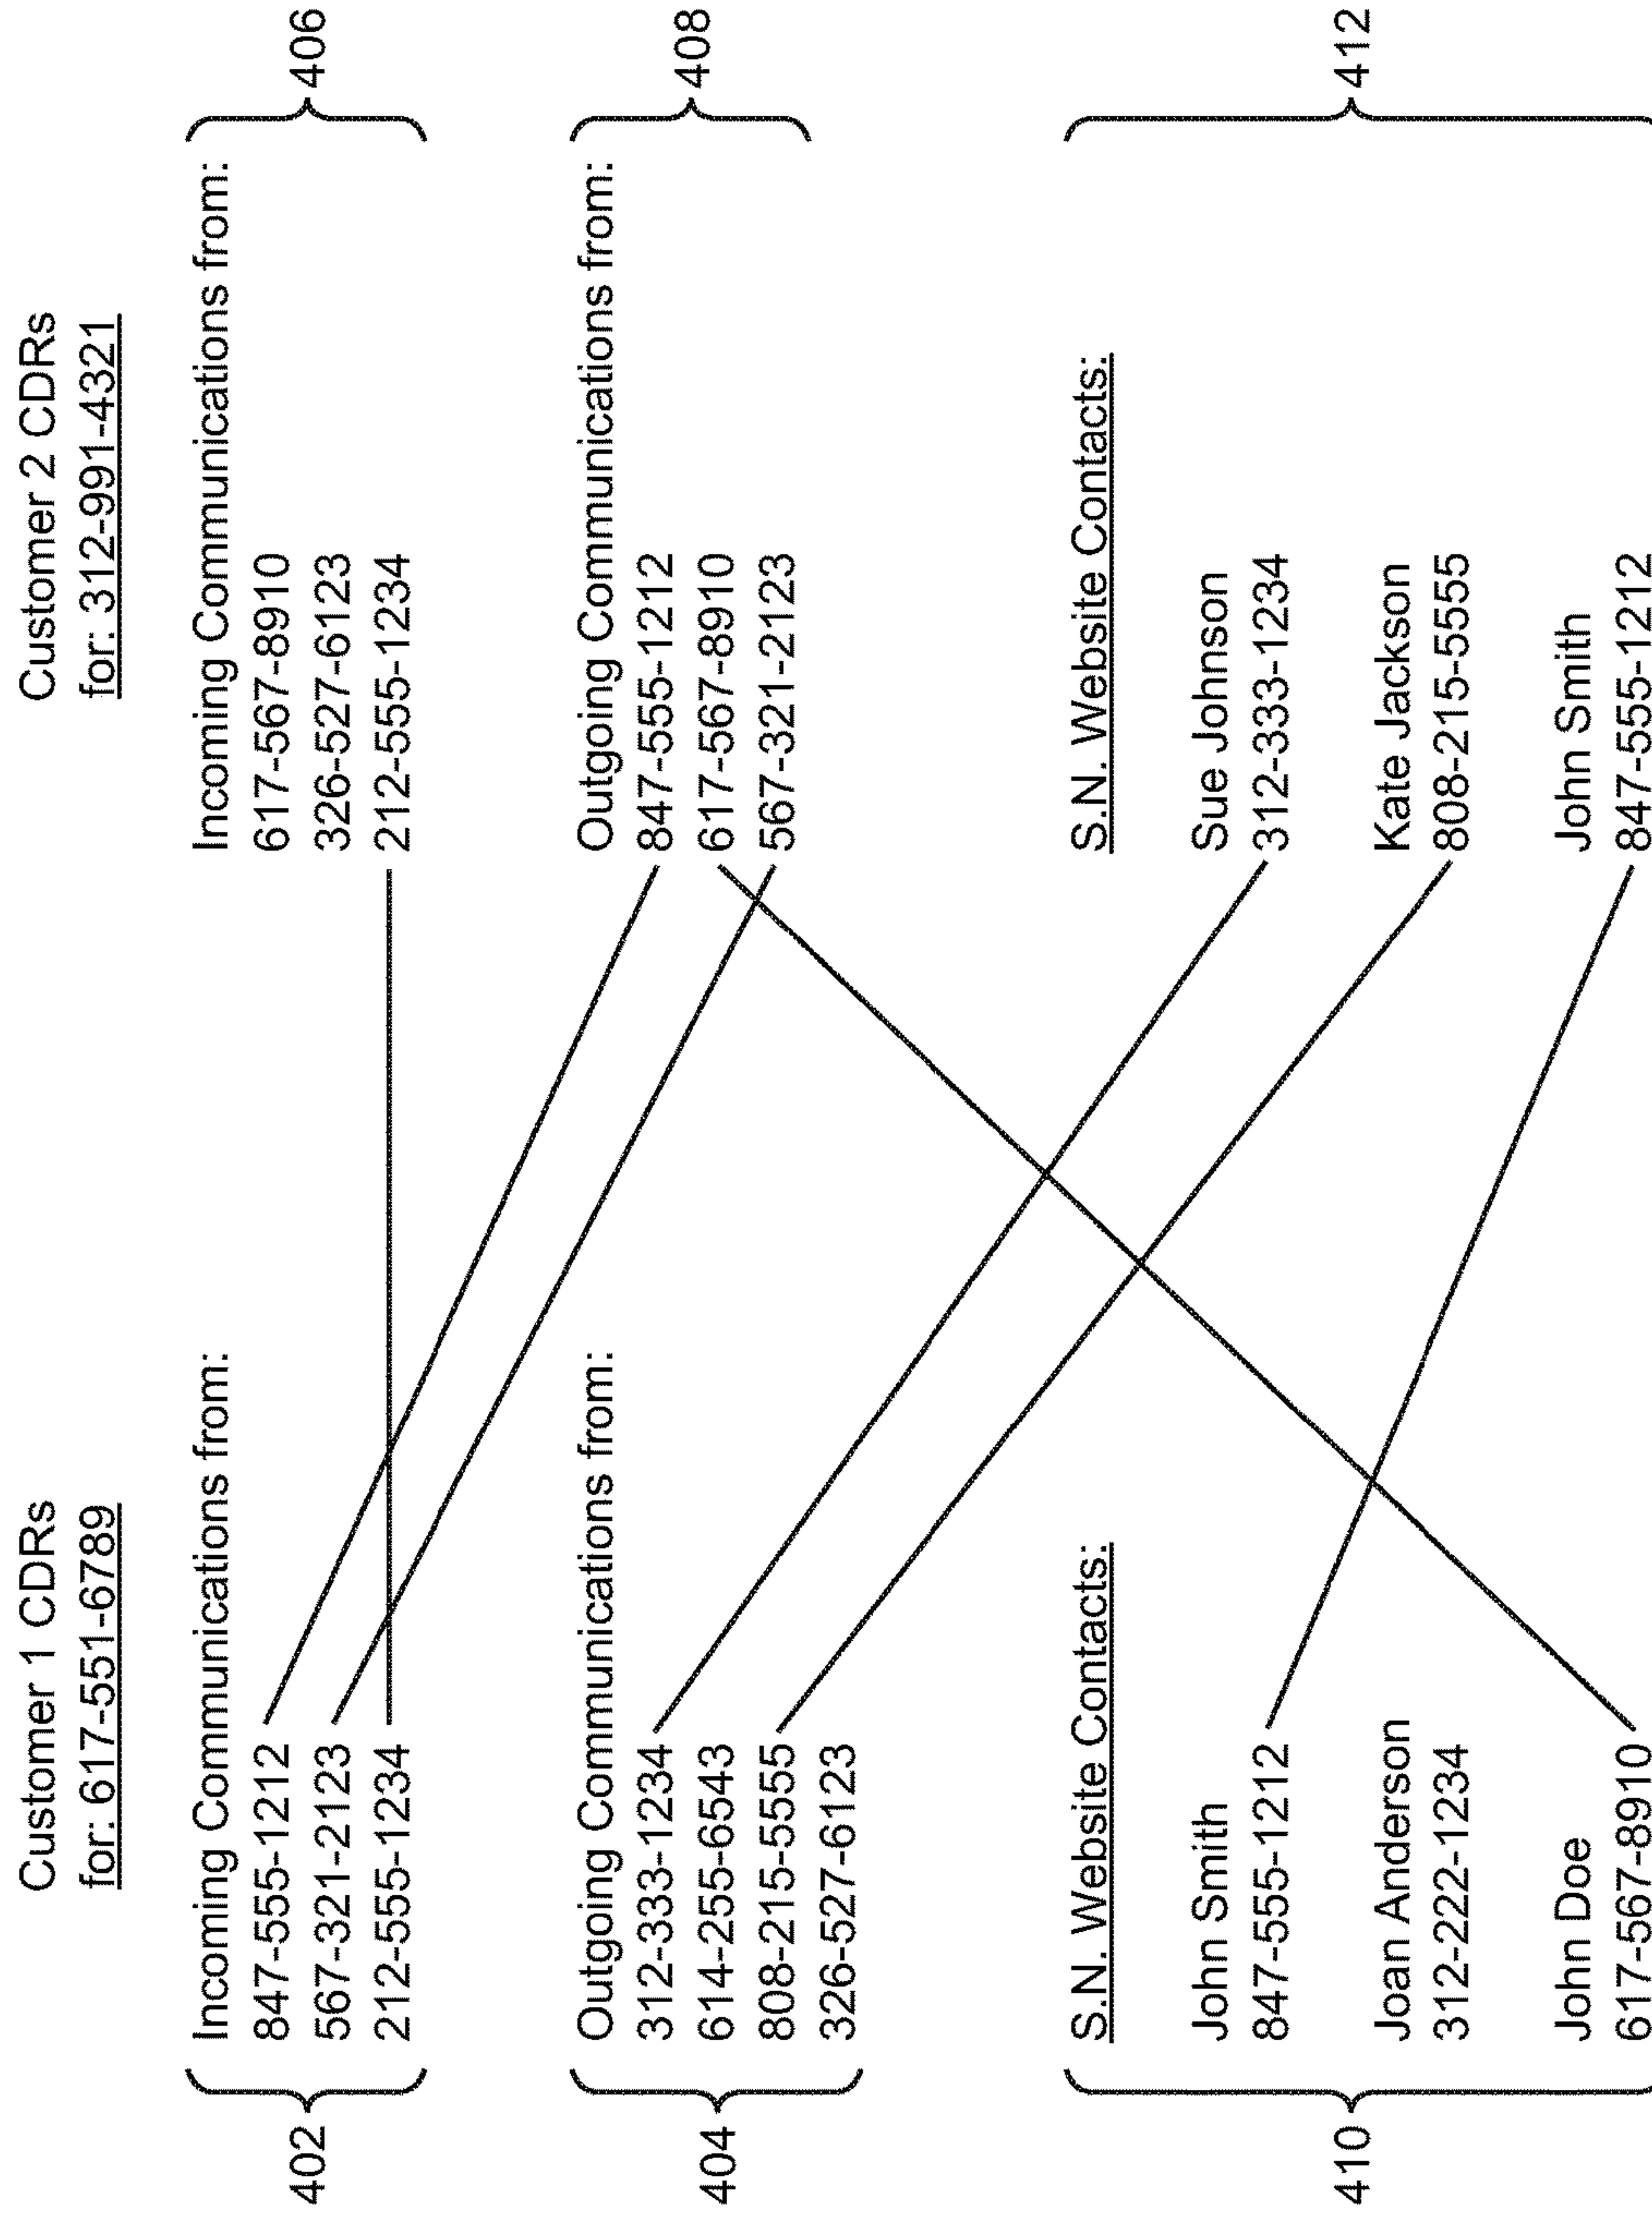 Customer 1 CDRs
for: 617-551-6789
Customer 2 CDRs
for: 312-991-4321
402
Incoming Communications from:
847-555-1212
567-321-2123
212-555-1234
Incoming Communications from:
617-567-8910
326-527-6123
212-555-1234
406
404
Outgoing Communications from:
312-333-1234
614-255-6543
808-215-5555
326-527-6123
Outgoing Communications from:
847-555-1212
617-567-8910
567-321-2123
408
410
S.N. Website Contacts:
John Smith
847-555-1212
Joan Anderson
312-222-1234
John Doe
617-567-8910
S.N. Website Contacts:
Sue Johnson
312-333-1234
Kate Jackson
808-215-5555
John Smith
847-555-1212
412